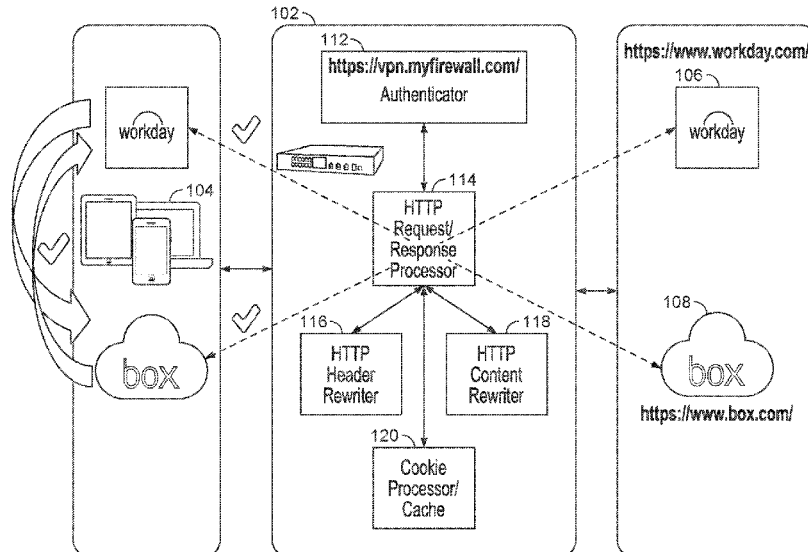 102
112
https://vpn.myfirewall.com/
Authenticator
https://www.workday.com/
106
workday
workday
104
114
HTTP
Request/
Response
Processor
108
box
116
HTTP
Header
Rewriter
118
HTTP
Content
Rewriter
box
https://www.box.com/
120
Cookie
Processor/
Cache